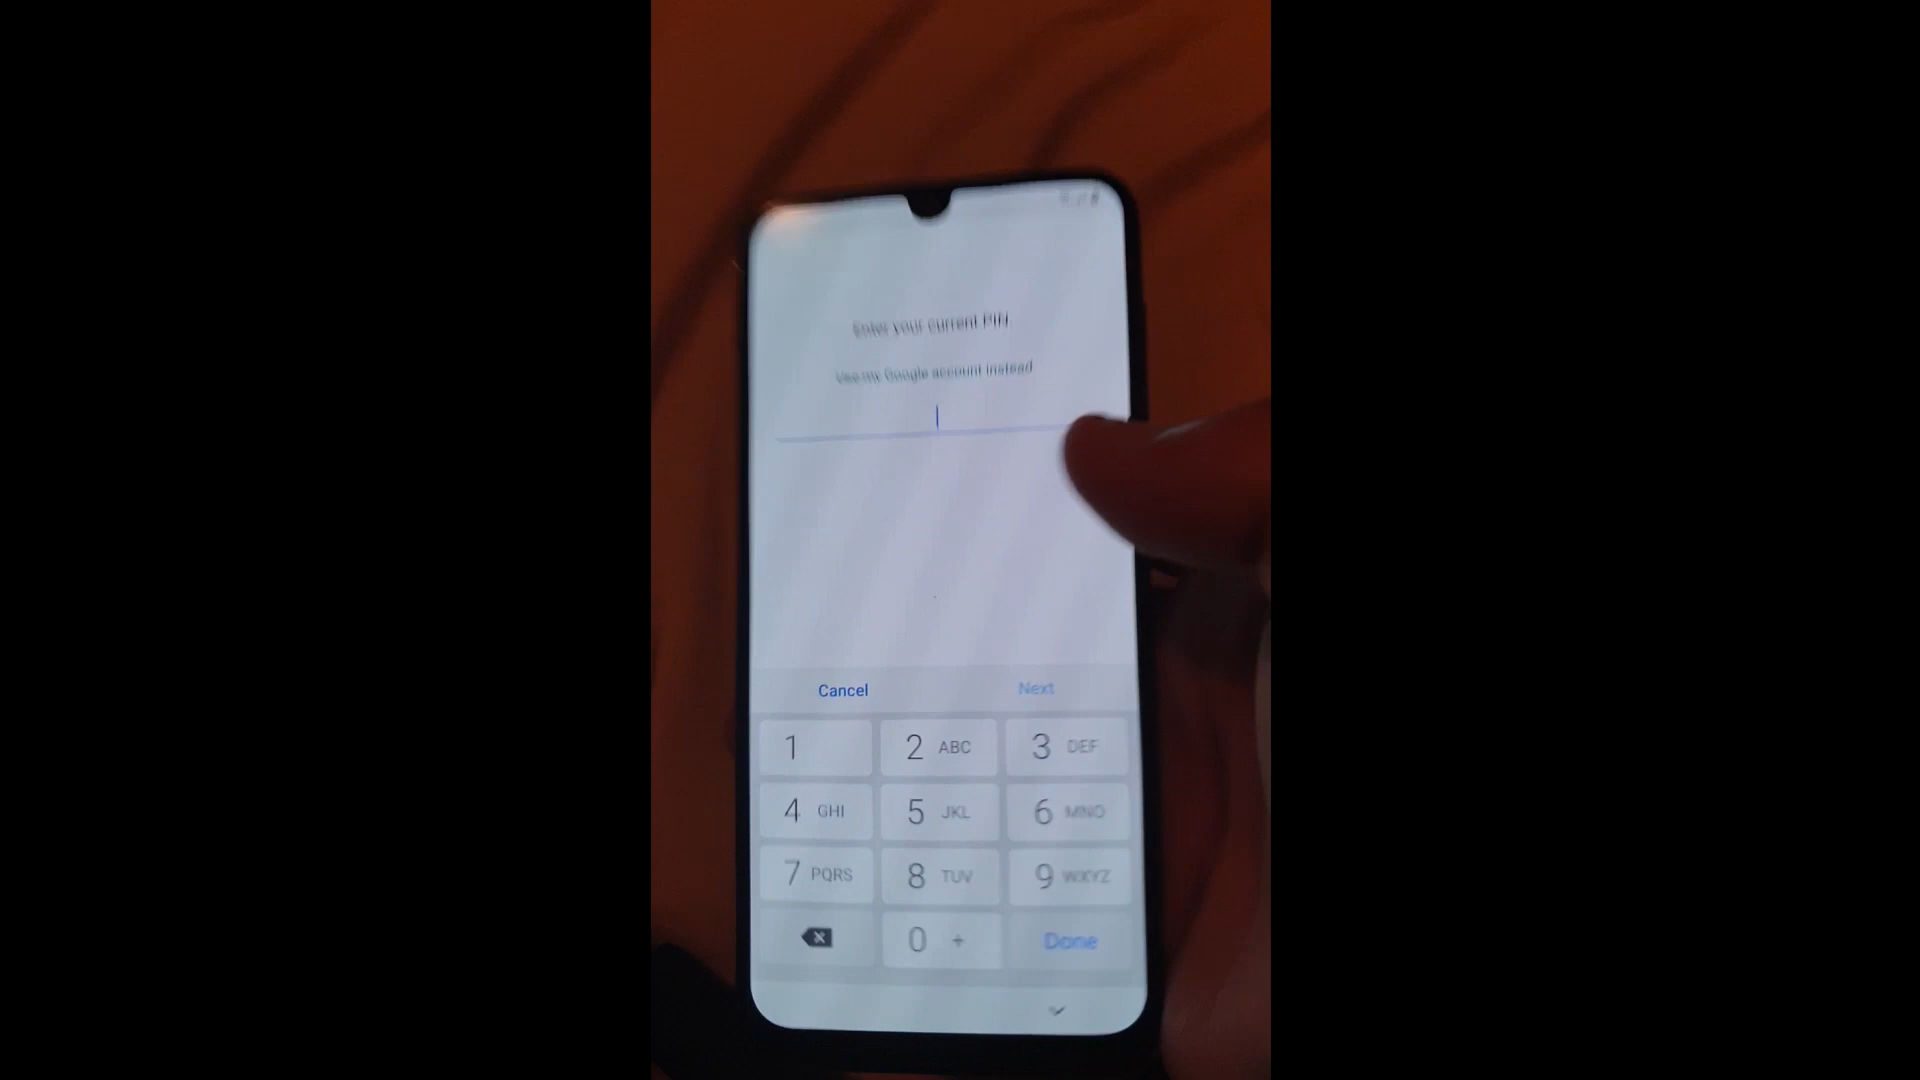 Enter your current PIN
Use my Google account instead
Cancel Next
1 2 ABC 3 DEF
4 GHI 5 JKL 6 MNO
7 PQRS 8 TUV 9 WXYZ
0 + Done